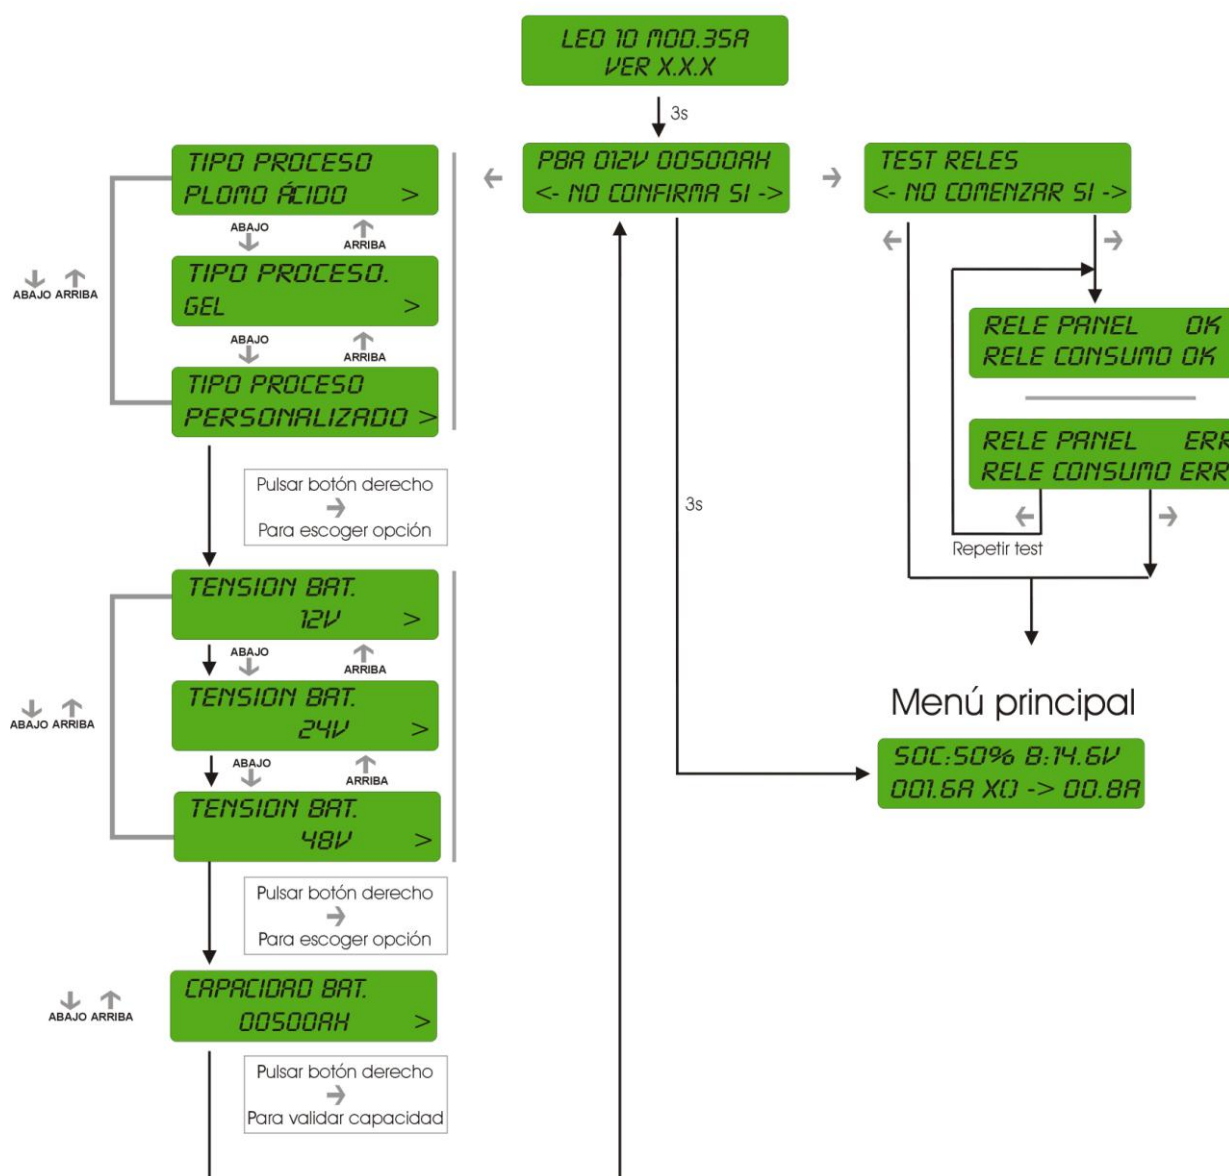 LEO 10 MOD.35A
VER X.X.X
3s
PBA 012V 00500AH
<- NO CONFIRMA SI ->
TEST RELES
<- NO COMENZAR SI ->
TIPO PROCESO
PLOMO ÁCIDO >
ABAJO
ARRIBA
TIPO PROCESO.
GEL >
ABAJO ARRIBA
ABAJO
ARRIBA
TIPO PROCESO
PERSONALIZADO >
RELE PANEL OK
RELE CONSUMO OK
RELE PANEL ERR
RELE CONSUMO ERR
Repetir test
Pulsar botón derecho
Para escoger opción
3s
TENSION BAT.
12V >
ABAJO
ARRIBA
TENSION BAT.
24V >
ABAJO ARRIBA
ABAJO
ARRIBA
TENSION BAT.
48V >
Menú principal
SOC:50% B:14.6V
001.6A X() -> 00.8A
Pulsar botón derecho
Para escoger opción
CAPACIDAD BAT.
00500AH >
ABAJO ARRIBA
Pulsar botón derecho
Para validar capacidad